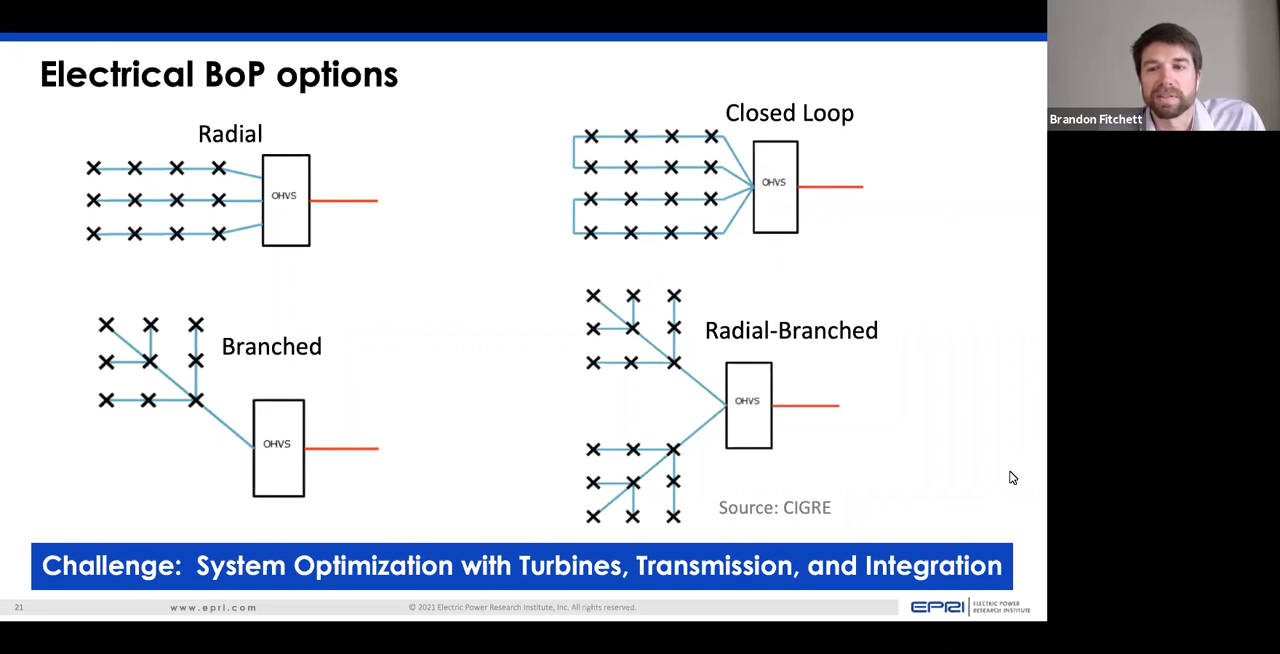 Electrical BoP options
Radial
OHVS
Closed Loop
OHVS
Branched
OHVS
Radial-Branched
OHVS
Source: CIGRE
Challenge: System Optimization with Turbines, Transmission, and Integration
21
www.epri.com
© 2021 Electric Power Research Institute, Inc. All rights reserved.
EPRI
ELECTRIC POWER
RESEARCH INSTITUTE
Brandon Fitchett